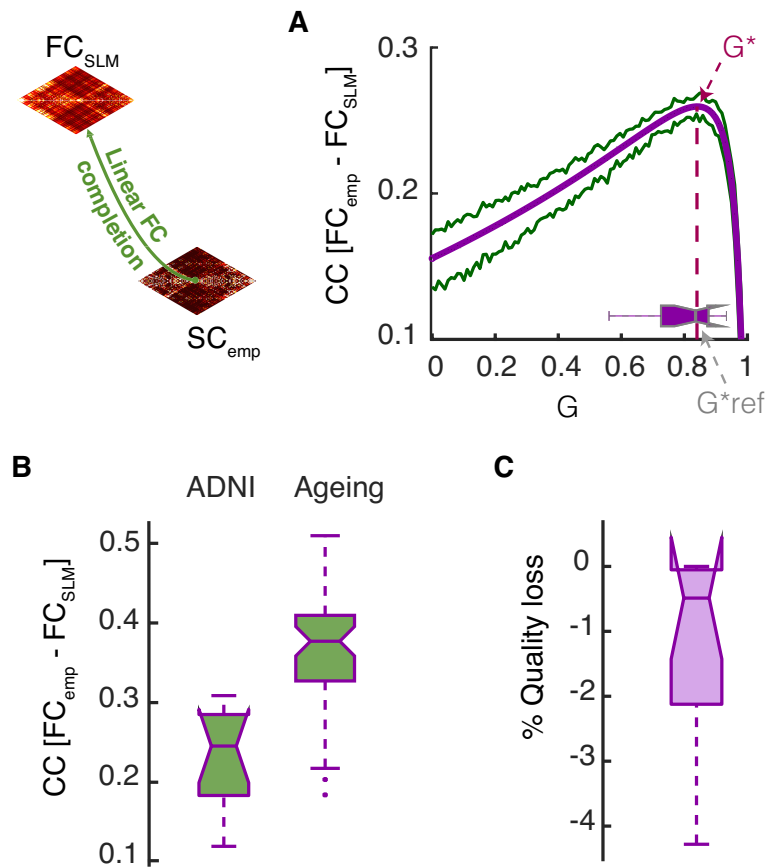 FC_SLM
Linear FC
completion
SC_emp
A
CC [FC_emp - FC_SLM]
0.3
0.2
0.1
0
0.2
0.4
0.6
0.8
1
G
G*
G*ref
B
ADNI
Ageing
CC [FC_emp - FC_SLM]
0.5
0.4
0.3
0.2
0.1
C
% Quality loss
0
-1
-2
-3
-4